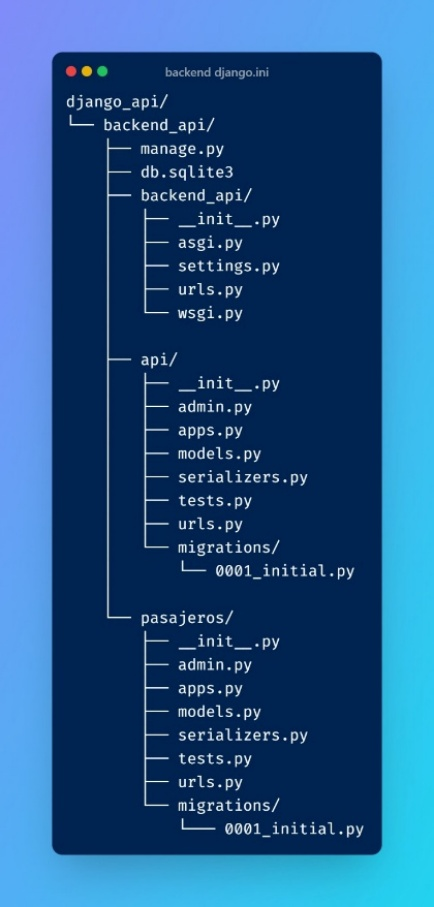 backend django.ini
django_api/
└── backend_api/
    ├── manage.py
    ├── db.sqlite3
    ├── backend_api/
    │   ├── __init__.py
    │   ├── asgi.py
    │   ├── settings.py
    │   ├── urls.py
    │   └── wsgi.py
    │
    ├── api/
    │   ├── __init__.py
    │   ├── admin.py
    │   ├── apps.py
    │   ├── models.py
    │   ├── serializers.py
    │   ├── tests.py
    │   ├── urls.py
    │   └── migrations/
    │       └── 0001_initial.py
    │
    └── pasajeros/
        ├── __init__.py
        ├── admin.py
        ├── apps.py
        ├── models.py
        ├── serializers.py
        ├── tests.py
        ├── urls.py
        └── migrations/
            └── 0001_initial.py